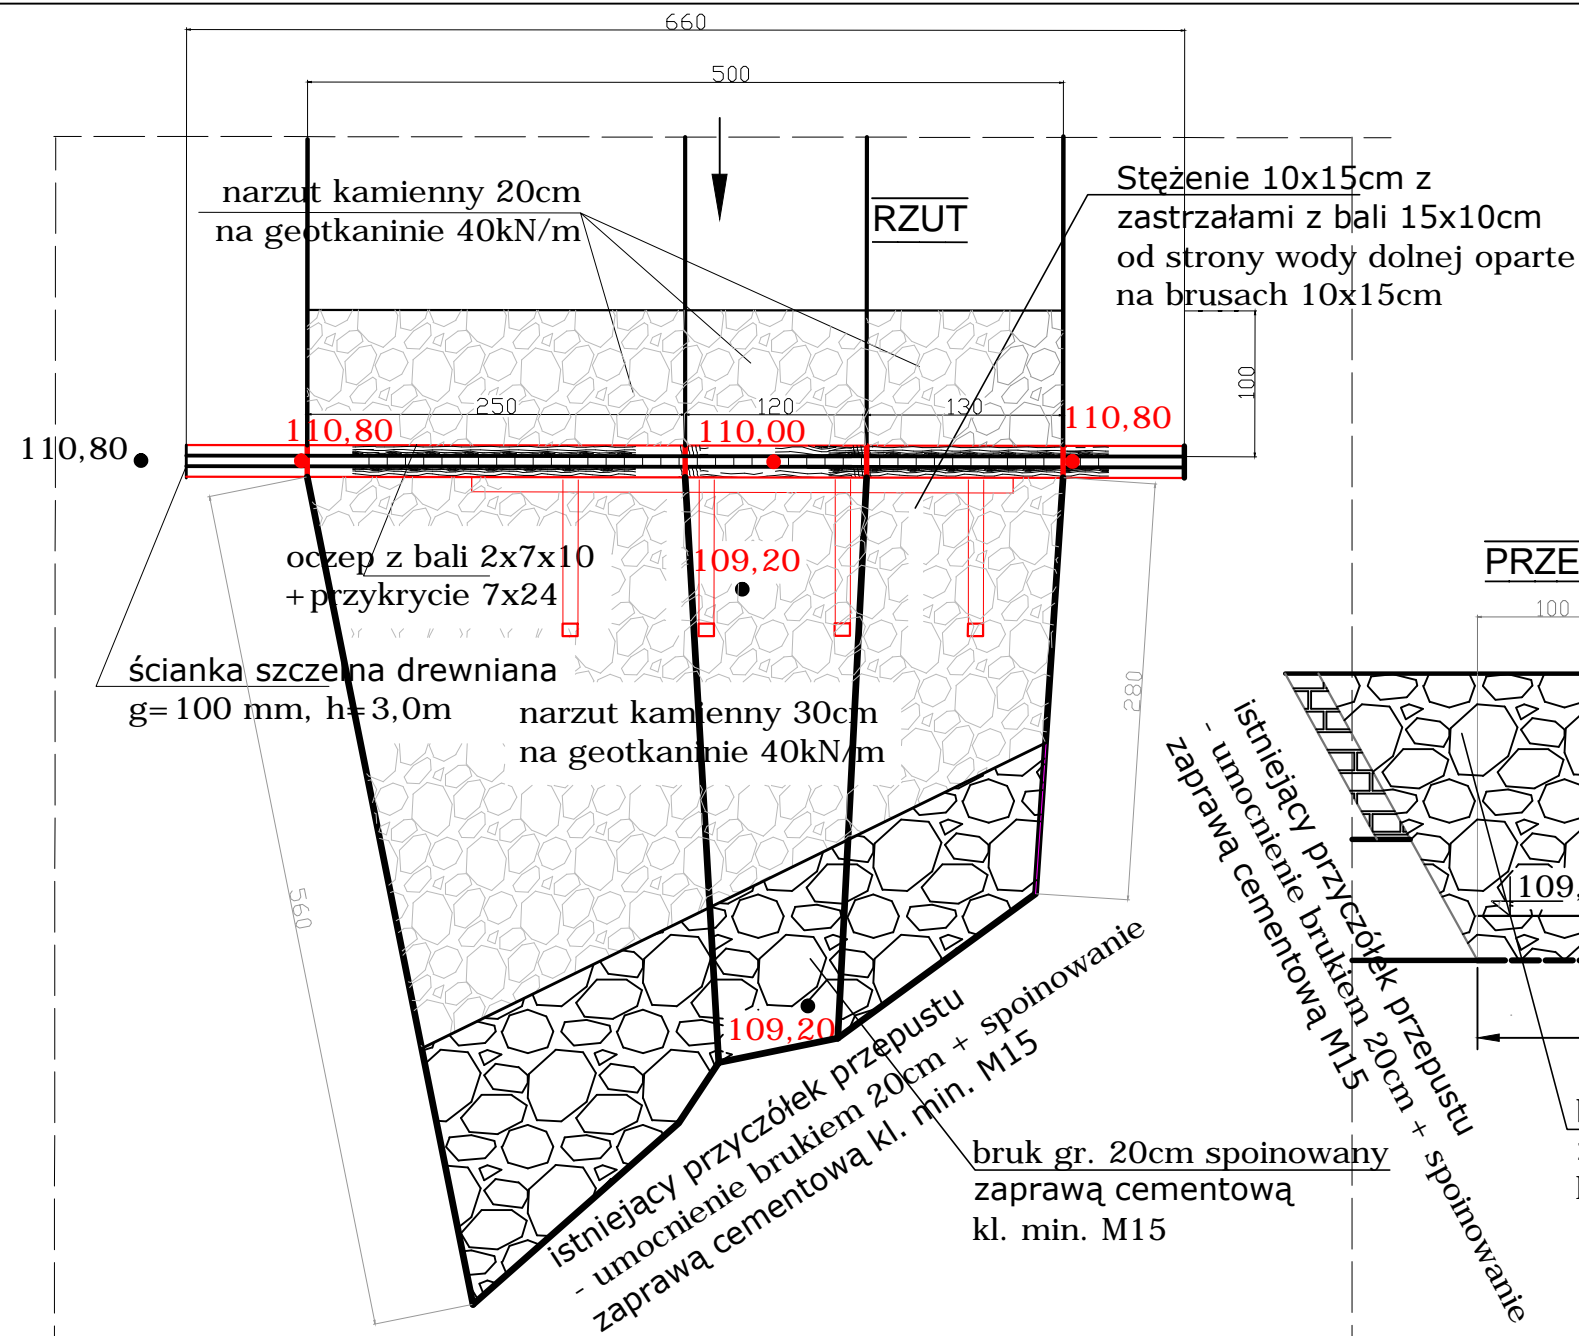 660
500
narzut kamienny 20cm
na geotkaninie 40kN/m
RZUT
Stężenie 10x15cm z
zastrzałami z bali 15x10cm
od strony wody dolnej oparte
na brusach 10x15cm
100
250
120
130
110,80
110,80
110,00
110,80
oczep z bali 2x7x10
+przykrycie 7x24
109,20
ścianka szczelna drewniana
g=100 mm, h=3,0m
narzut kamienny 30cm
na geotkaninie 40kN/m
280
560
109,20
istniejący przyczółek przepustu
- umocnienie brukiem 20cm + spoinowanie
zaprawą cementową kl. min. M15
bruk gr. 20cm spoinowany
zaprawą cementową
kl. min. M15
PRZE
100
istniejący przyczółek przepustu
- umocnienie brukiem 20cm + spoinowanie
zaprawą cementową M15
109,